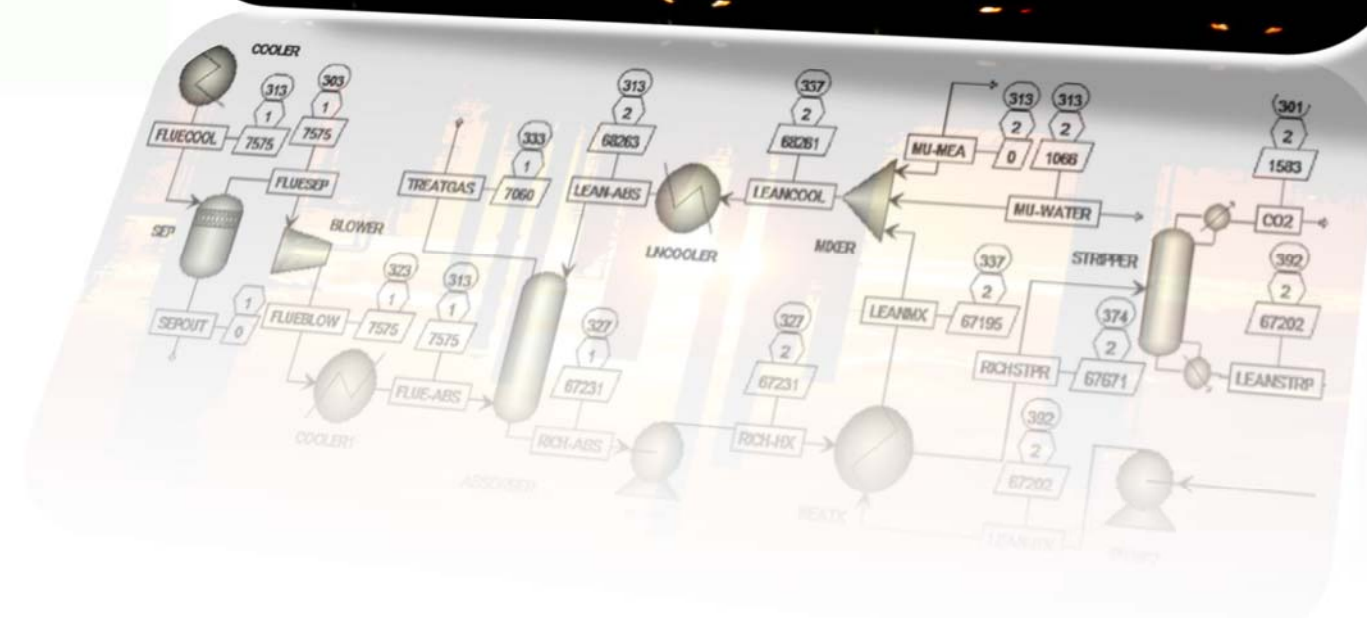 COOLER
313
1
FLUECOOL
7575
303
1
7575
FLUESEP
SEP
BLOWER
SEPOUT
1
0
FLUEBLOW
323
1
7575
313
1
7575
FLUE-ABS
COOLER1
TREATGAS
333
1
7060
313
2
68263
LEAN-ABS
LNCOOLER
337
2
68261
LEANCOOL
MIXER
MU-MEA
313
2
0
313
2
1066
MU-WATER
LEANMX
337
2
67195
327
1
67231
RICH-ABS
327
2
67231
RICH-HX
STRIPPER
301
2
1583
CO2
392
2
67202
LEANSTRP
RICHSTPR
374
2
67671
392
2
67202